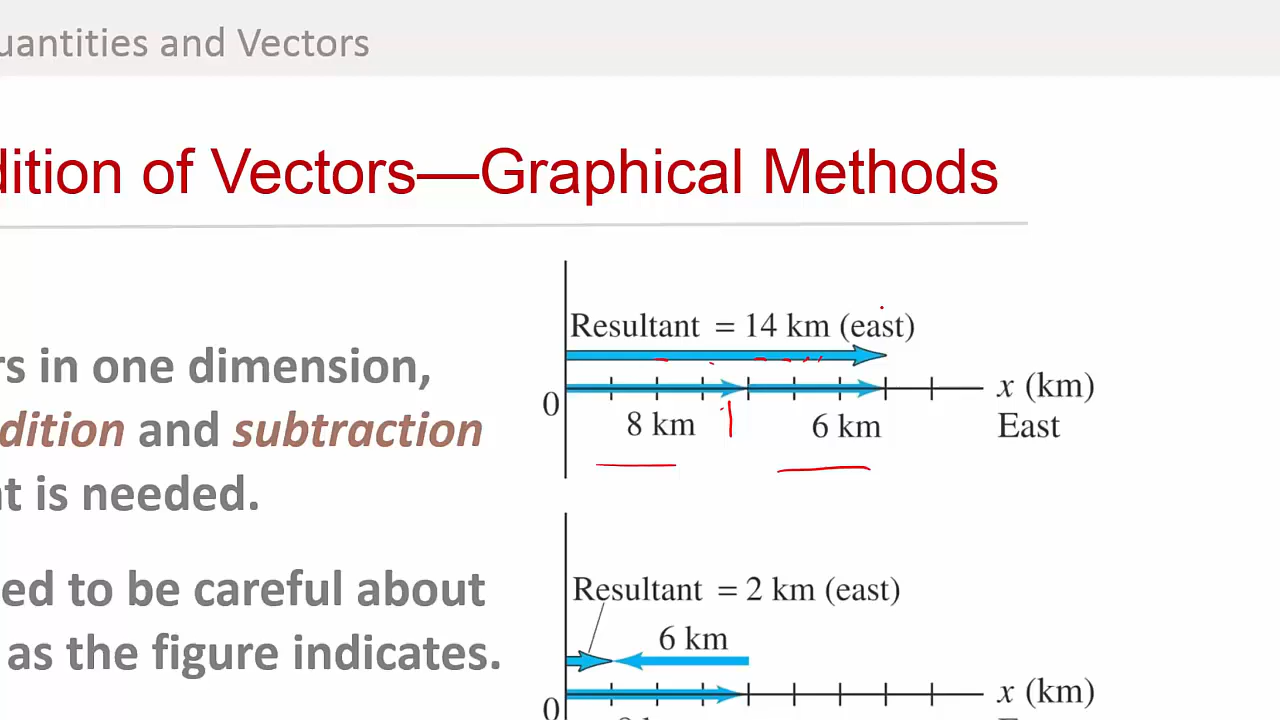 uantities and Vectors
dition of Vectors—Graphical Methods
rs in one dimension,
dition and subtraction
t is needed.
ed to be careful about
as the figure indicates.
Resultant = 14 km (east)
0
x (km)
8 km
6 km
East
Resultant = 2 km (east)
6 km
0
x (km)